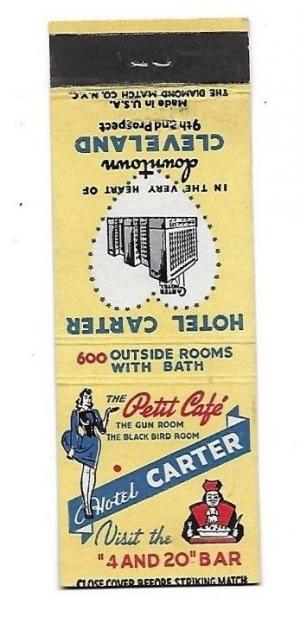 THE DIAMOND MATCH CO. N.Y.C.
Made in U.S.A.
9th and Prospect
CLEVELAND
downtown
IN THE VERY HEART OF
CARTER
HOTEL CARTER
600 OUTSIDE ROOMS
WITH BATH
THE Petit Café
THE GUN ROOM
THE BLACK BIRD ROOM
Hotel CARTER
Visit the
"4 AND 20" BAR
CLOSE COVER BEFORE STRIKING MATCH